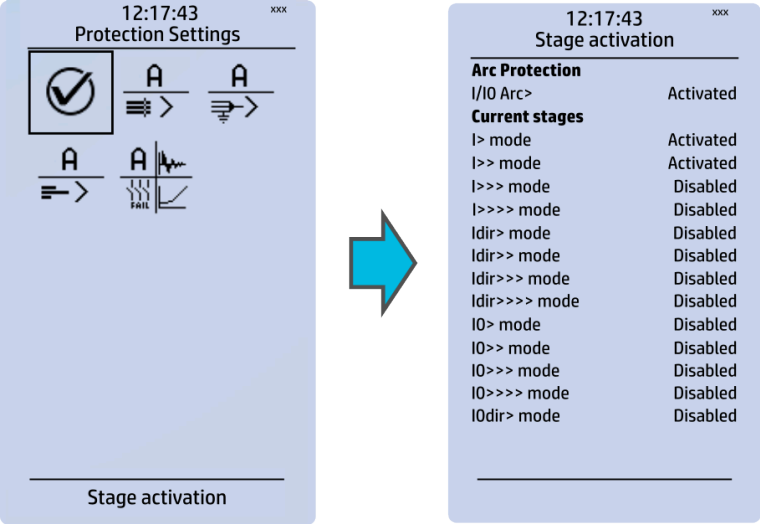 12:17:43 xxx
Protection Settings
A A
A A
FAIL
Stage activation
12:17:43 xxx
Stage activation
Arc Protection
I/I0 Arc> Activated
Current stages
I> mode Activated
I>> mode Activated
I>>> mode Disabled
I>>>> mode Disabled
Idir> mode Disabled
Idir>> mode Disabled
Idir>>> mode Disabled
Idir>>>> mode Disabled
I0> mode Disabled
I0>> mode Disabled
I0>>> mode Disabled
I0>>>> mode Disabled
I0dir> mode Disabled